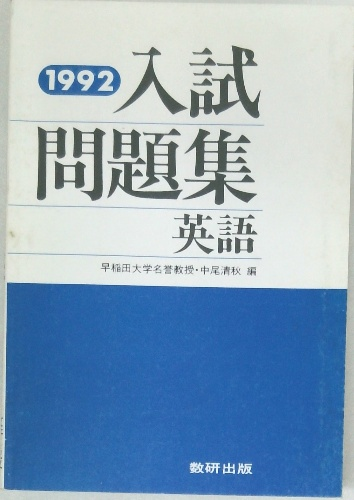 1992 入試
問題集
英語
早稲田大学名誉教授・中尾清秋 編
数研出版